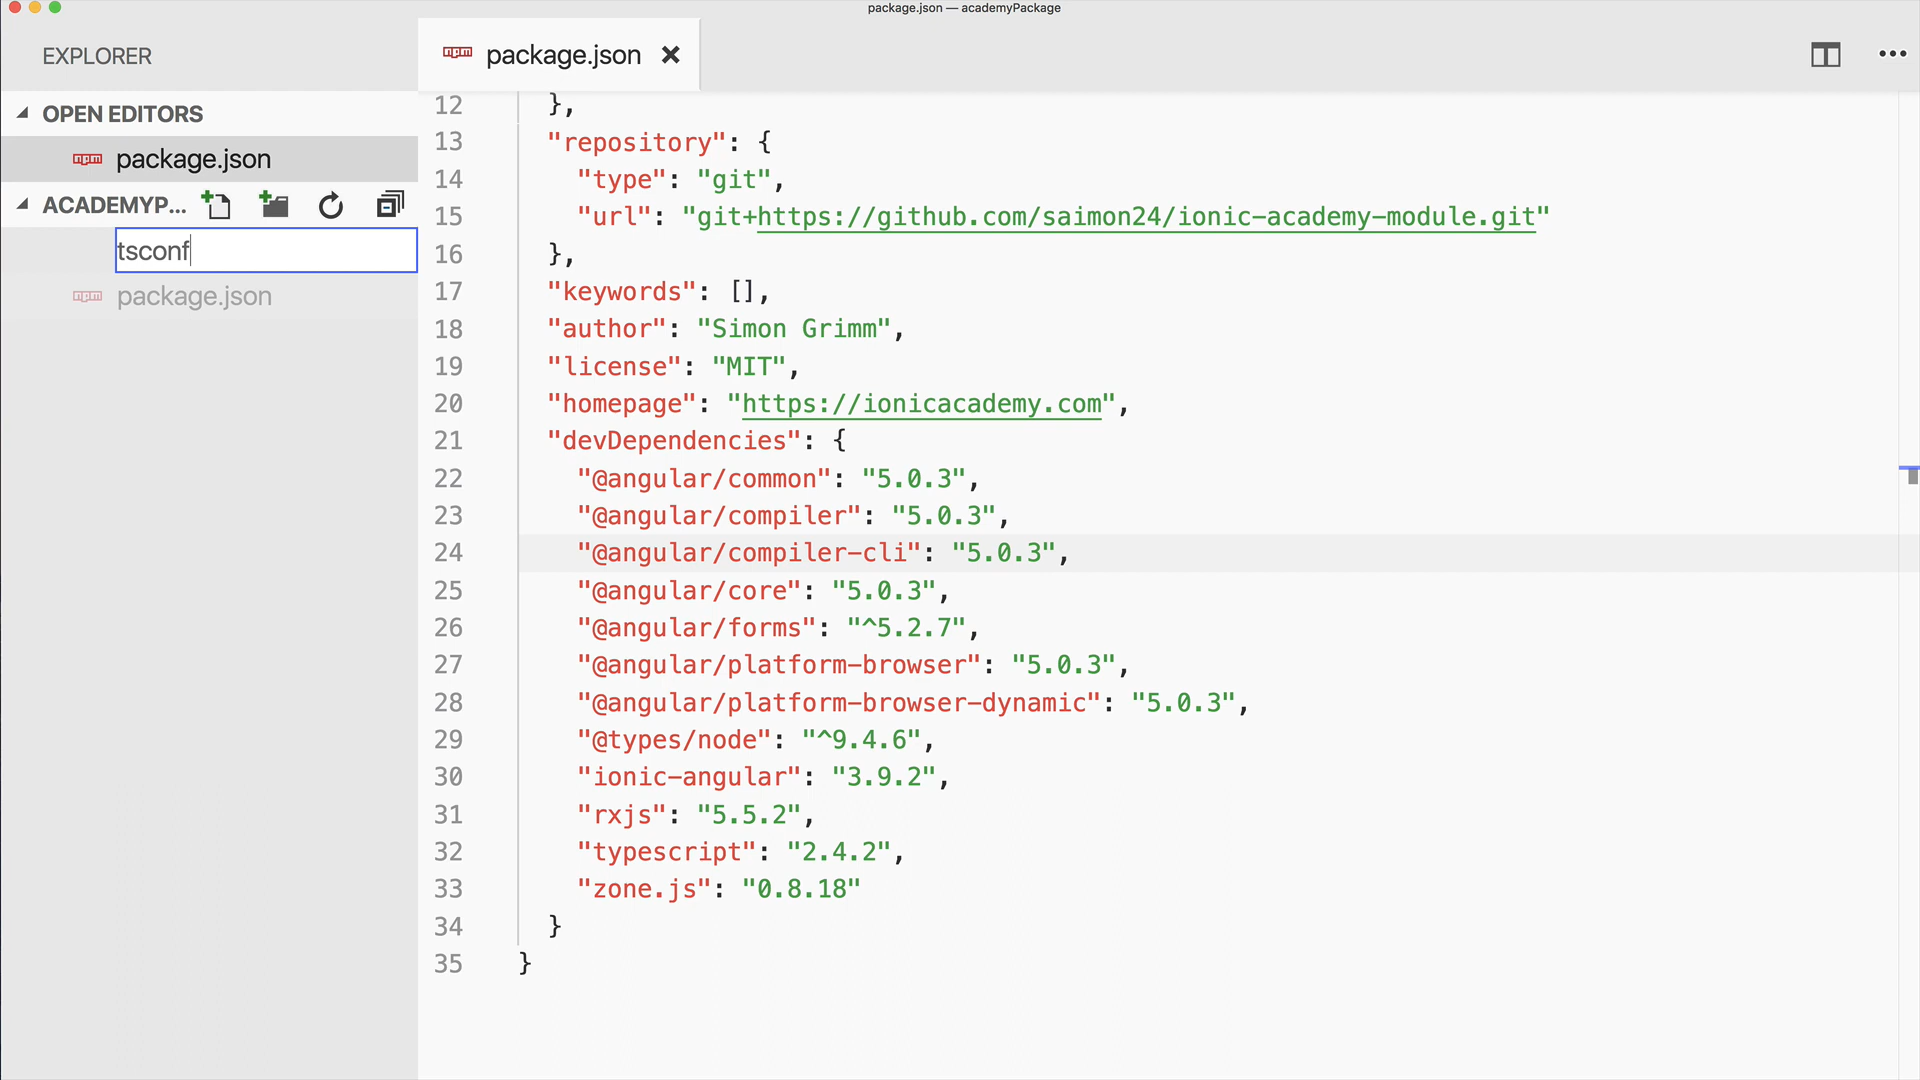 package.json — academyPackage
EXPLORER
package.json
OPEN EDITORS
package.json
ACADEMYP...
tsconf
package.json
12 },
13 "repository": {
14 "type": "git",
15 "url": "git+https://github.com/saimon24/ionic-academy-module.git"
16 },
17 "keywords": [],
18 "author": "Simon Grimm",
19 "license": "MIT",
20 "homepage": "https://ionicacademy.com",
21 "devDependencies": {
22 "@angular/common": "5.0.3",
23 "@angular/compiler": "5.0.3",
24 "@angular/compiler-cli": "5.0.3",
25 "@angular/core": "5.0.3",
26 "@angular/forms": "^5.2.7",
27 "@angular/platform-browser": "5.0.3",
28 "@angular/platform-browser-dynamic": "5.0.3",
29 "@types/node": "^9.4.6",
30 "ionic-angular": "3.9.2",
31 "rxjs": "5.5.2",
32 "typescript": "2.4.2",
33 "zone.js": "0.8.18"
34 }
35 }